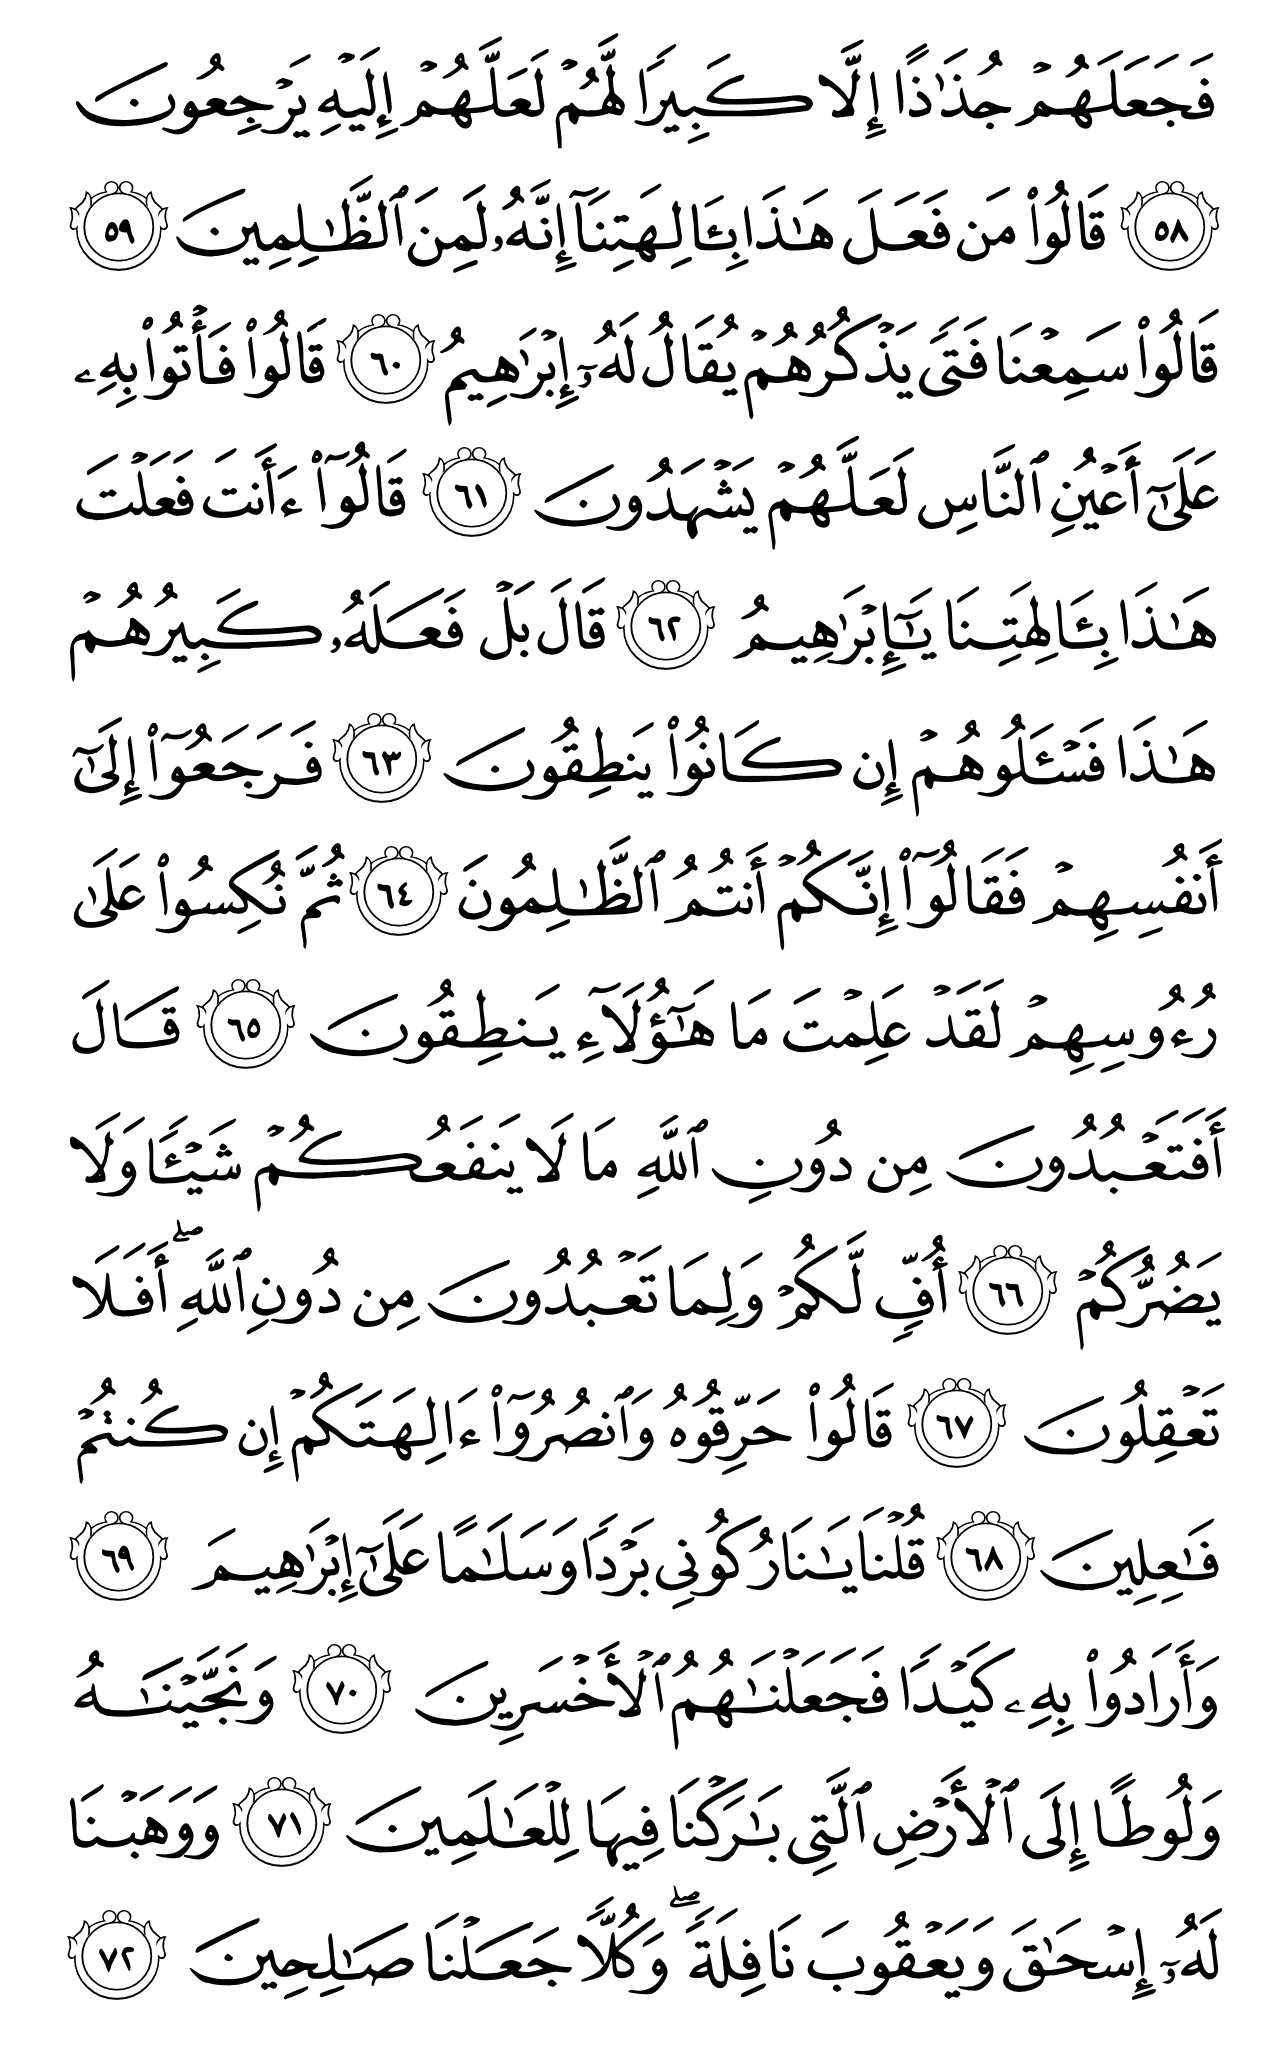 فَجَعَلَهُمۡ جُذَٰذًا إِلَّا كَبِيرٗا لَّهُمۡ لَعَلَّهُمۡ إِلَيۡهِ يَرۡجِعُونَ
٥٨ قَالُواْ مَن فَعَلَ هَٰذَا بِـَٔالِهَتِنَآ إِنَّهُۥ لَمِنَ ٱلظَّٰلِمِينَ ٥٩
قَالُواْ سَمِعۡنَا فَتٗى يَذۡكُرُهُمۡ يُقَالُ لَهُۥٓ إِبۡرَٰهِيمُ ٦٠ قَالُواْ فَأۡتُواْ بِهِۦ
عَلَىٰٓ أَعۡيُنِ ٱلنَّاسِ لَعَلَّهُمۡ يَشۡهَدُونَ ٦١ قَالُوٓاْ ءَأَنتَ فَعَلۡتَ
هَٰذَا بِـَٔالِهَتِنَا يَٰٓإِبۡرَٰهِيمُ ٦٢ قَالَ بَلۡ فَعَلَهُۥ كَبِيرُهُمۡ
هَٰذَا فَسۡـَٔلُوهُمۡ إِن كَانُواْ يَنطِقُونَ ٦٣ فَرَجَعُوٓاْ إِلَىٰٓ
أَنفُسِهِمۡ فَقَالُوٓاْ إِنَّكُمۡ أَنتُمُ ٱلظَّٰلِمُونَ ٦٤ ثُمَّ نُكِسُواْ عَلَىٰ
رُءُوسِهِمۡ لَقَدۡ عَلِمۡتَ مَا هَٰٓؤُلَآءِ يَنطِقُونَ ٦٥ قَالَ
أَفَتَعۡبُدُونَ مِن دُونِ ٱللَّهِ مَا لَا يَنفَعُكُمۡ شَيۡـٔٗا وَلَا
يَضُرُّكُمۡ ٦٦ أُفّٖ لَّكُمۡ وَلِمَا تَعۡبُدُونَ مِن دُونِ ٱللَّهِۖ أَفَلَا
تَعۡقِلُونَ ٦٧ قَالُواْ حَرِّقُوهُ وَٱنصُرُوٓاْ ءَالِهَتَكُمۡ إِن كُنتُمۡ
فَٰعِلِينَ ٦٨ قُلۡنَا يَٰنَارُ كُونِي بَرۡدٗا وَسَلَٰمًا عَلَىٰٓ إِبۡرَٰهِيمَ ٦٩
وَأَرَادُواْ بِهِۦ كَيۡدٗا فَجَعَلۡنَٰهُمُ ٱلۡأَخۡسَرِينَ ٧٠ وَنَجَّيۡنَٰهُ
وَلُوطًا إِلَى ٱلۡأَرۡضِ ٱلَّتِي بَٰرَكۡنَا فِيهَا لِلۡعَٰلَمِينَ ٧١ وَوَهَبۡنَا
لَهُۥٓ إِسۡحَٰقَ وَيَعۡقُوبَ نَافِلَةٗۖ وَكُلّٗا جَعَلۡنَا صَٰلِحِينَ ٧٢